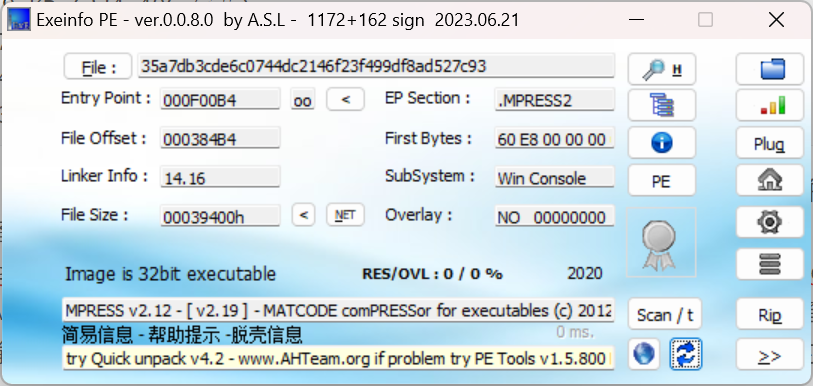 Exeinfo PE - ver.0.0.8.0 by A.S.L - 1172+162 sign 2023.06.21
File : 35a7db3cde6c0744dc2146f23f499df8ad527c93 H
Entry Point : 000F00B4 oo < EP Section : .MPRESS2
File Offset : 000384B4 First Bytes : 60 E8 00 00 00 Plug
Linker Info : 14.16 SubSystem : Win Console PE
File Size : 00039400h < NET Overlay : NO 00000000
Image is 32bit executable RES/OVL : 0 / 0 % 2020
MPRESS v2.12 - [ v2.19 ] - MATCODE comPRESSor for executables (c) 2012 Scan / t Rip
简易信息 - 帮助提示 -脱壳信息 0 ms.
try Quick unpack v4.2 - www.AHTeam.org if problem try PE Tools v1.5.800 >>